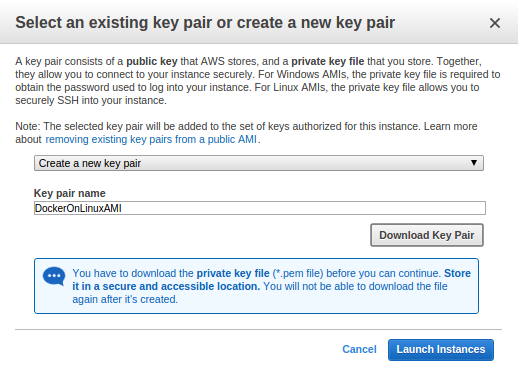 Select an existing key pair or create a new key pair
A key pair consists of a public key that AWS stores, and a private key file that you store. Together,
they allow you to connect to your instance securely. For Windows AMIs, the private key file is required to
obtain the password used to log into your instance. For Linux AMIs, the private key file allows you to
securely SSH into your instance.
Note: The selected key pair will be added to the set of keys authorized for this instance. Learn more
about removing existing key pairs from a public AMI.
Create a new key pair
Key pair name
DockerOnLinuxAMI
Download Key Pair
You have to download the private key file (*.pem file) before you can continue. Store
it in a secure and accessible location. You will not be able to download the file
again after it's created.
Cancel Launch Instances